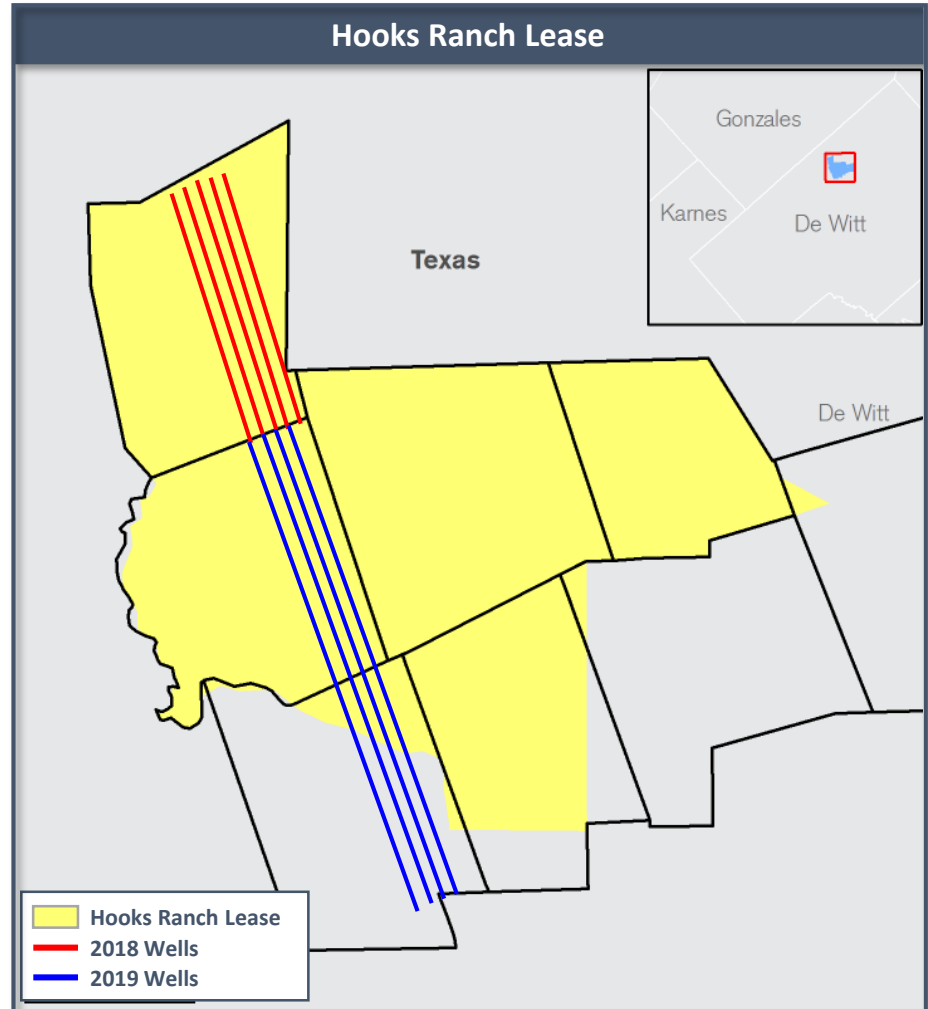 Hooks Ranch Lease
Gonzales
Karnes
De Witt
Texas
De Witt
Hooks Ranch Lease
2018 Wells
2019 Wells